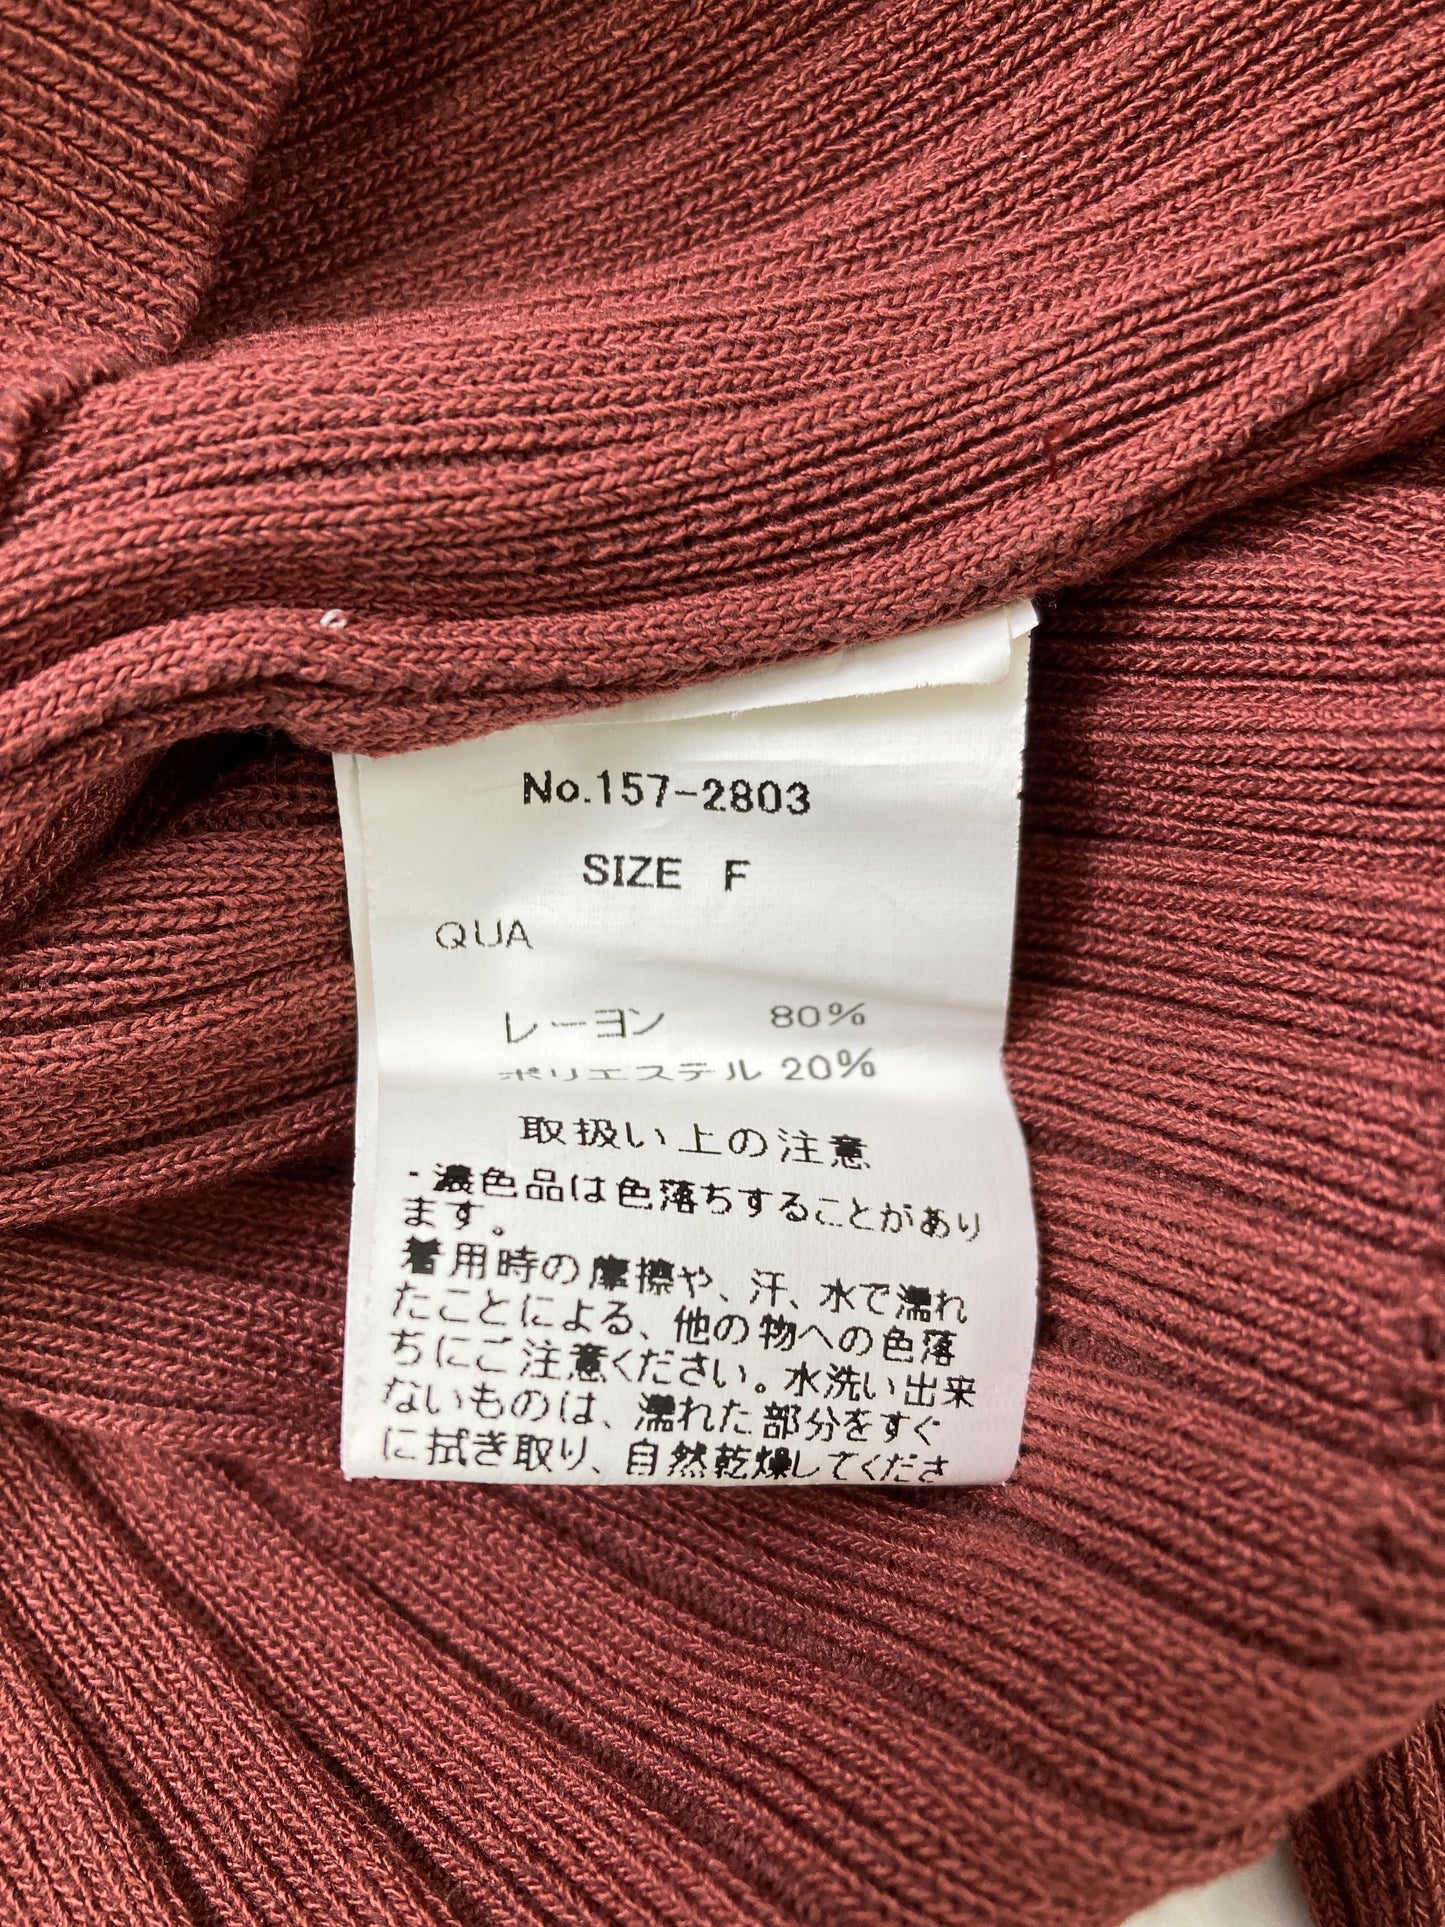 No.157-2803
SIZE F
QUA
レーヨン 80%
ポリエステル 20%
取扱い上の注意
・濃色品は色落ちすることがあり
ます。
着用時の摩擦や、汗、水で濡れ
たことによる、他の物への色落
ちにご注意ください。水洗い出来
ないものは、濡れた部分をすぐ
に拭き取り、自然乾燥してくださ